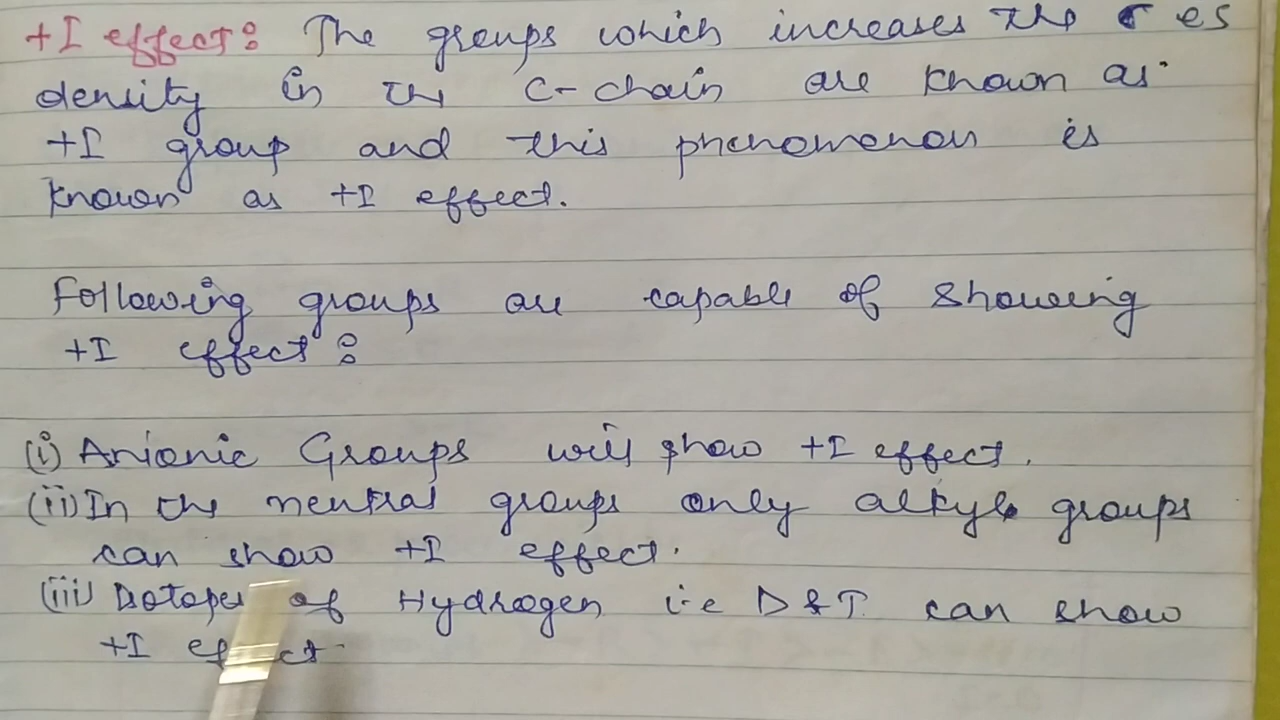 +I effect: The groups which increases the σ es
density in the C-chain are known as
+I group and this phenomenon is
known as +I effect.
Following groups are capable of showing
+I effect:
(i) Anionic Groups will show +I effect.
(ii) In the neutral groups only alkyl groups
can show +I effect.
(iii) Isotopes of Hydrogen i.e D & T. can show
+I effect.